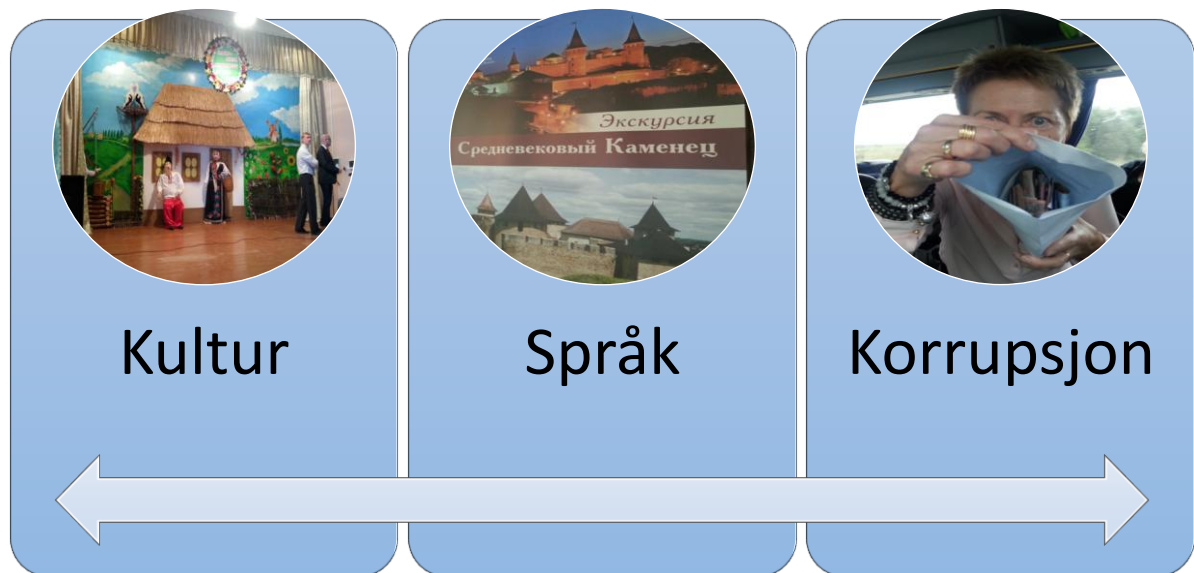 Экскурсия
Средневековый Каменец
Kultur
Språk
Korrupsjon